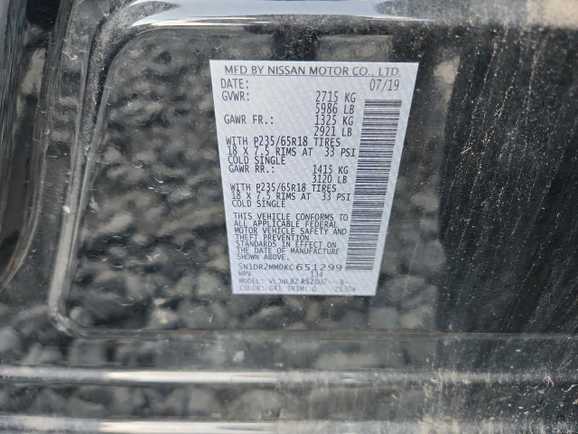 MFD BY NISSAN MOTOR CO., LTD.
DATE: 07/19
GVWR: 2715 KG
5986 LB
GAWR FR.: 1325 KG
2921 LB
WITH P235/65R18 TIRES
18 X 7.5 RIMS AT 33 PSI
COLD SINGLE
GAWR RR.: 1415 KG
3120 LB
WITH P235/65R18 TIRES
18 X 7.5 RIMS AT 33 PSI
COLD SINGLE
THIS VEHICLE CONFORMS TO
ALL APPLICABLE FEDERAL
MOTOR VEHICLE SAFETY AND
THEFT PREVENTION
STANDARDS IN EFFECT ON
THE DATE OF MANUFACTURE
SHOWN ABOVE.
5N1DR2MM0KC651299
MPV
MODEL:
COLOR: TRIM: G